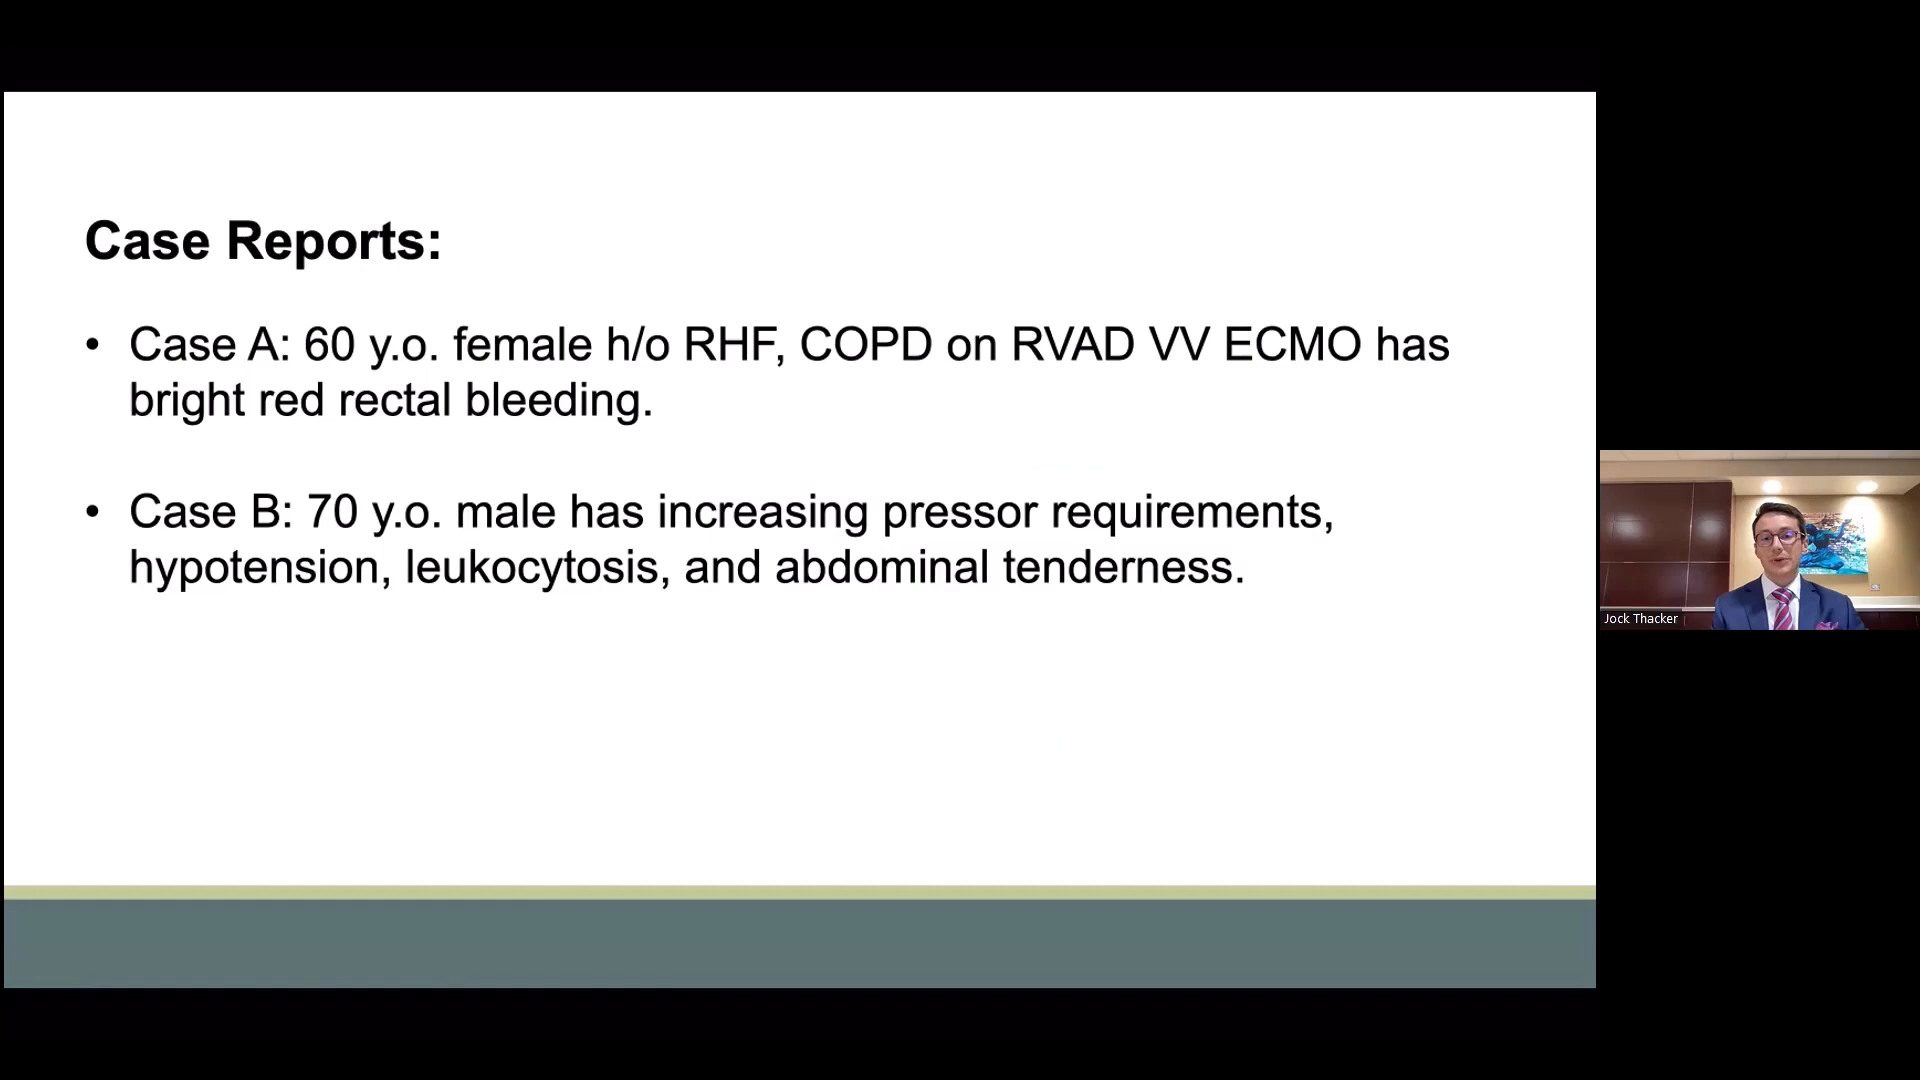 Case Reports:
• Case A: 60 y.o. female h/o RHF, COPD on RVAD VV ECMO has
bright red rectal bleeding.
• Case B: 70 y.o. male has increasing pressor requirements,
hypotension, leukocytosis, and abdominal tenderness.
Jock Thacker